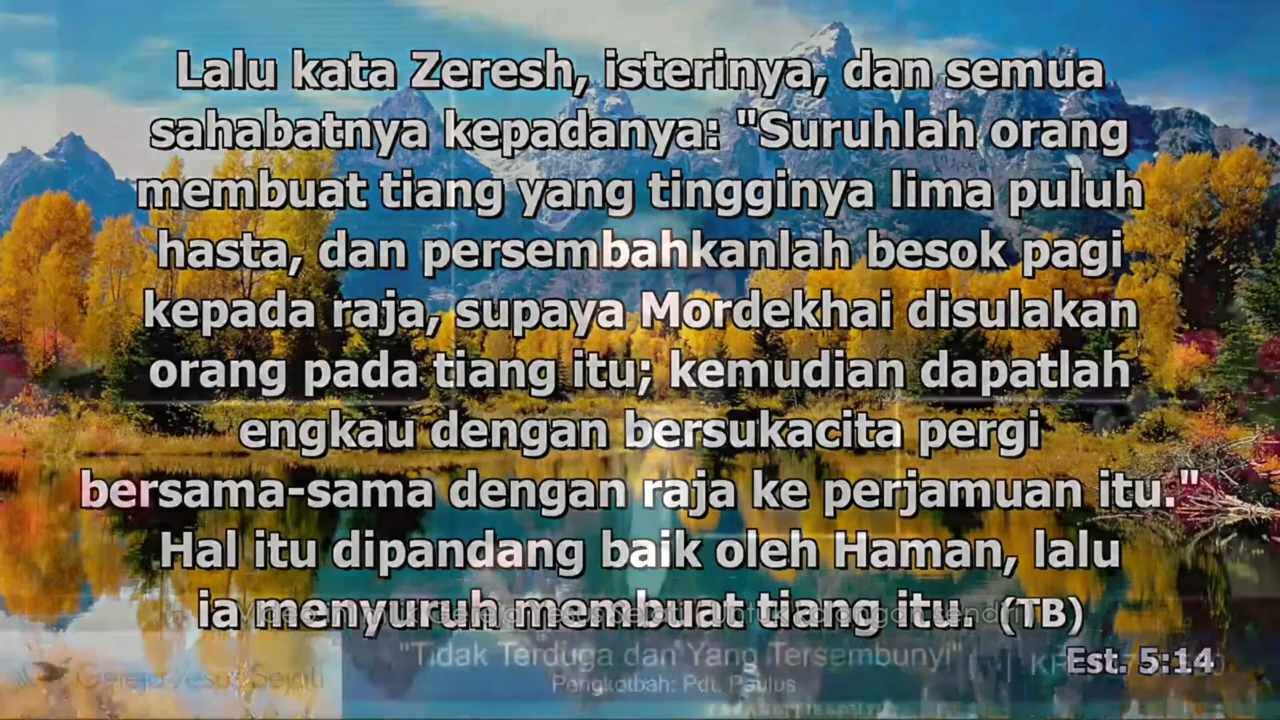 Lalu kata Zeresh, isterinya, dan semua
sahabatnya kepadanya: "Suruhlah orang
membuat tiang yang tingginya lima puluh
hasta, dan persembahkanlah besok pagi
kepada raja, supaya Mordekhai disulakan
orang pada tiang itu; kemudian dapatlah
engkau dengan bersukacita pergi
bersama-sama dengan raja ke perjamuan itu."
Hal itu dipandang baik oleh Haman, lalu
ia menyuruh membuat tiang itu. (TB)
"Tidak Terduga dan Yang Tersembunyi"
Est. 5:14
Gereja Yesus Sejati
Pengkotbah: Pdt. Paulus